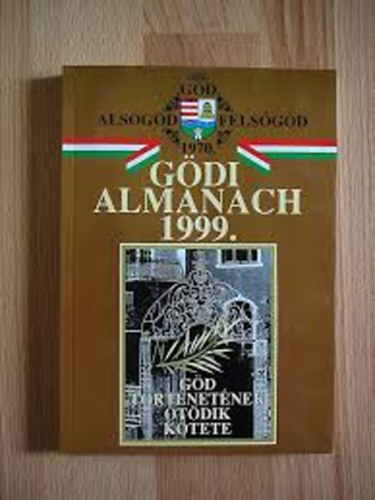 GÖD
ALSÓGÖD FELSŐGÖD
1970.
GÖDI
ALMANACH
1999.
GÖD
TÖRTÉNETÉNEK
ÖTÖDIK
KÖTETE